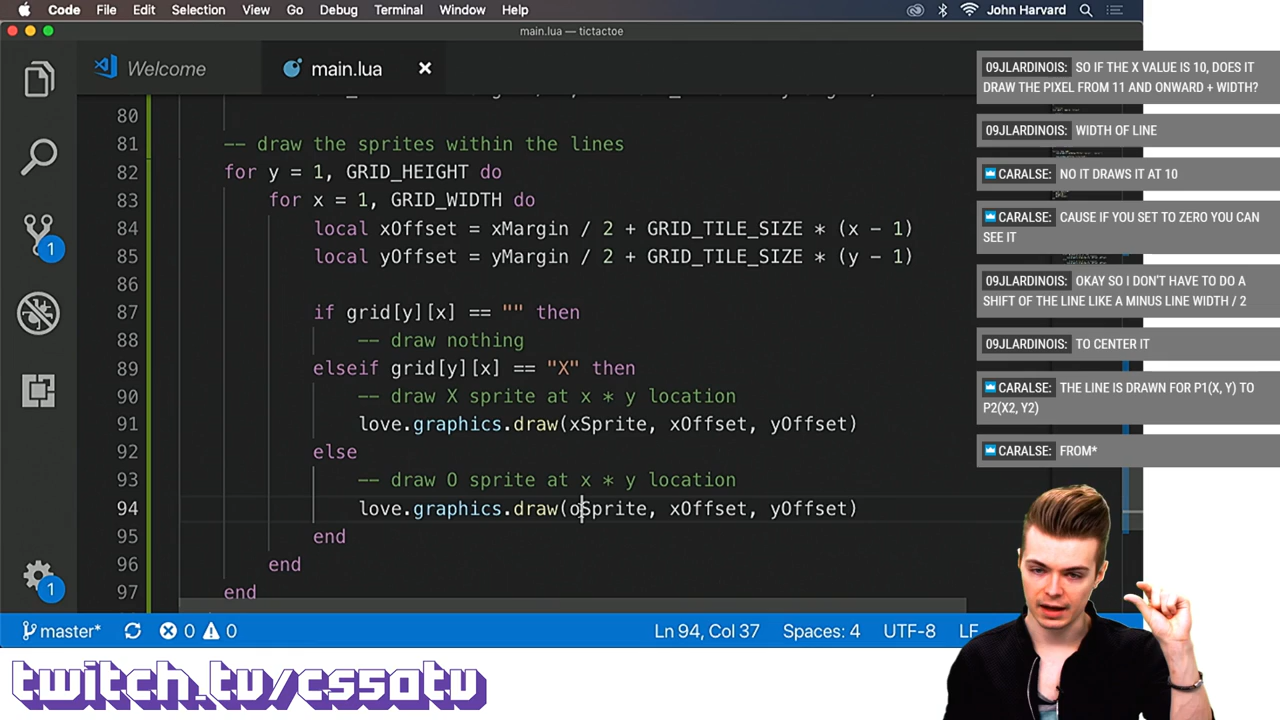 Code File Edit Selection View Go Debug Terminal Window Help John Harvard
main.lua — tictactoe
Welcome main.lua
80
81 -- draw the sprites within the lines
82 for y = 1, GRID_HEIGHT do
83 for x = 1, GRID_WIDTH do
84 local xOffset = xMargin / 2 + GRID_TILE_SIZE * (x - 1)
85 local yOffset = yMargin / 2 + GRID_TILE_SIZE * (y - 1)
86
87 if grid[y][x] == "" then
88 -- draw nothing
89 elseif grid[y][x] == "X" then
90 -- draw X sprite at x * y location
91 love.graphics.draw(xSprite, xOffset, yOffset)
92 else
93 -- draw O sprite at x * y location
94 love.graphics.draw(oSprite, xOffset, yOffset)
95 end
96 end
97 end
1
1
master* 0 0 Ln 94, Col 37 Spaces: 4 UTF-8 LF
09JLARDINOIS: SO IF THE X VALUE IS 10, DOES IT
DRAW THE PIXEL FROM 11 AND ONWARD + WIDTH?
09JLARDINOIS: WIDTH OF LINE
CARALSE: NO IT DRAWS IT AT 10
CARALSE: CAUSE IF YOU SET TO ZERO YOU CAN
SEE IT
09JLARDINOIS: OKAY SO I DON'T HAVE TO DO A
SHIFT OF THE LINE LIKE A MINUS LINE WIDTH / 2
09JLARDINOIS: TO CENTER IT
CARALSE: THE LINE IS DRAWN FOR P1(X, Y) TO
P2(X2, Y2)
CARALSE: FROM*
twitch.tv/cs50tv